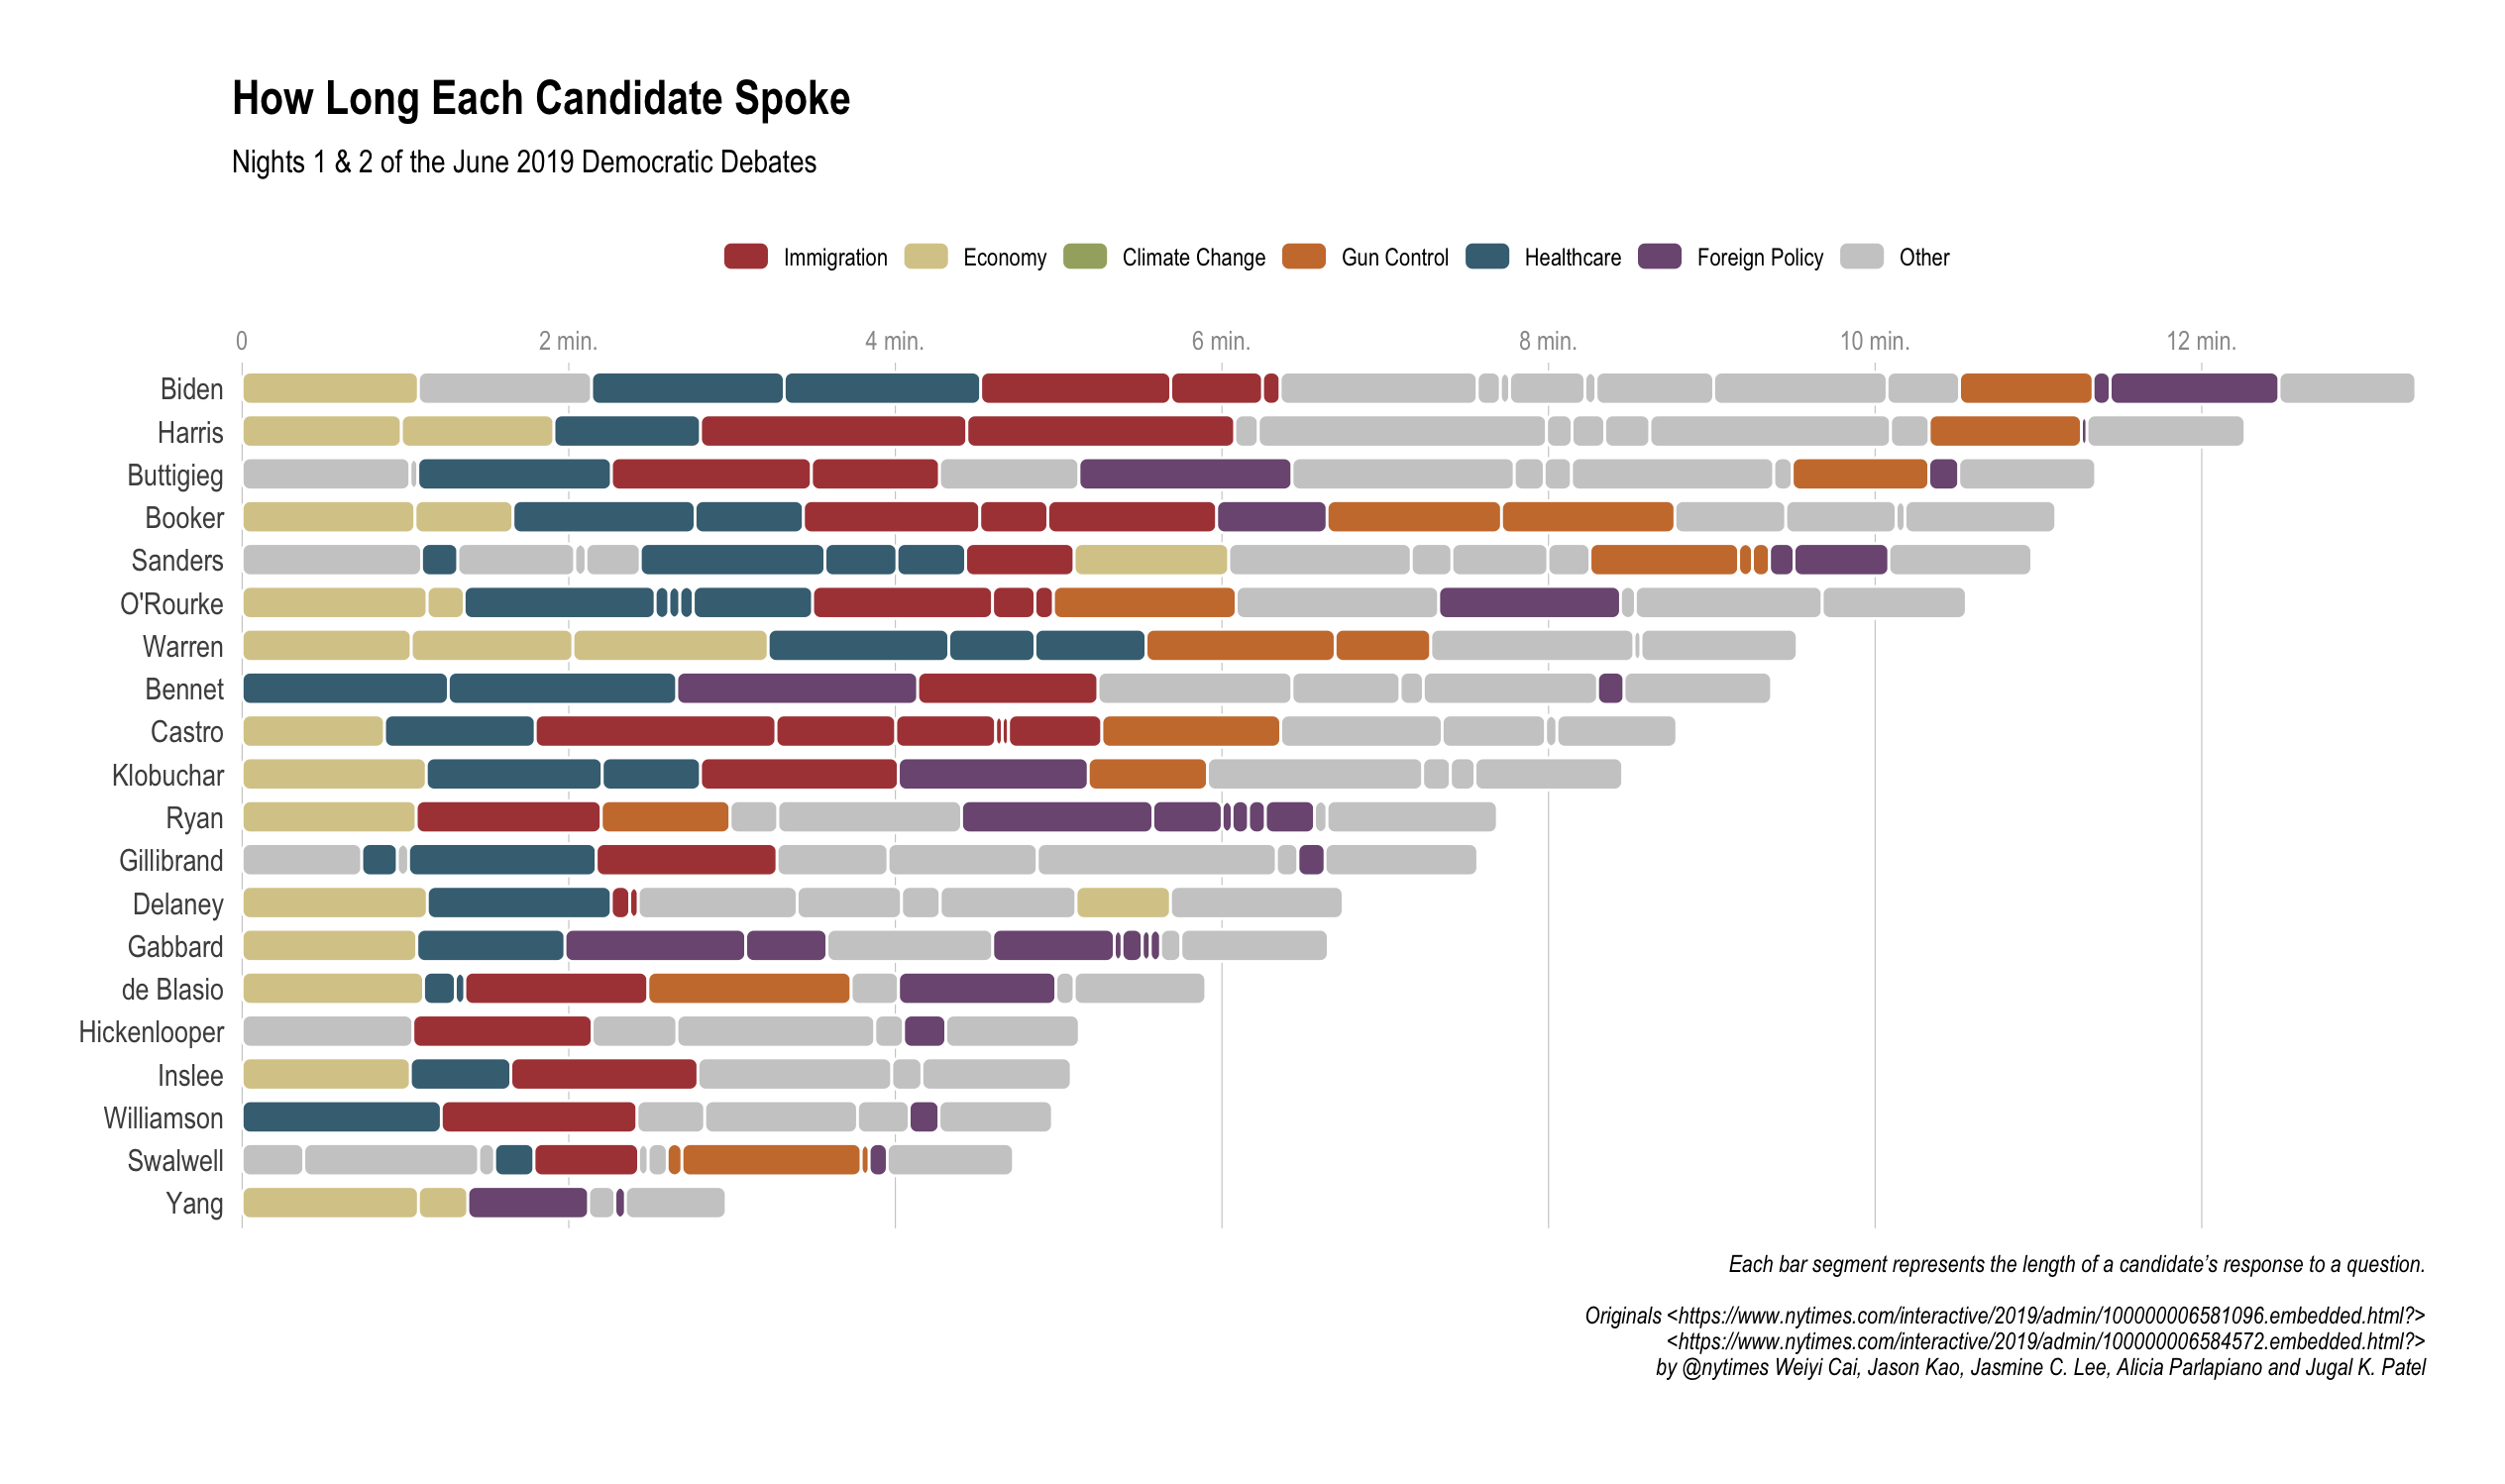 How Long Each Candidate Spoke
Nights 1 & 2 of the June 2019 Democratic Debates
Immigration Economy Climate Change Gun Control Healthcare Foreign Policy Other
0 2 min. 4 min. 6 min. 8 min. 10 min. 12 min.
Biden
Harris
Buttigieg
Booker
Sanders
O'Rourke
Warren
Bennet
Castro
Klobuchar
Ryan
Gillibrand
Delaney
Gabbard
de Blasio
Hickenlooper
Inslee
Williamson
Swalwell
Yang
Each bar segment represents the length of a candidate’s response to a question.
Originals <https://www.nytimes.com/interactive/2019/admin/100000006581096.embedded.html?>
<https://www.nytimes.com/interactive/2019/admin/100000006584572.embedded.html?>
by @nytimes Weiyi Cai, Jason Kao, Jasmine C. Lee, Alicia Parlapiano and Jugal K. Patel